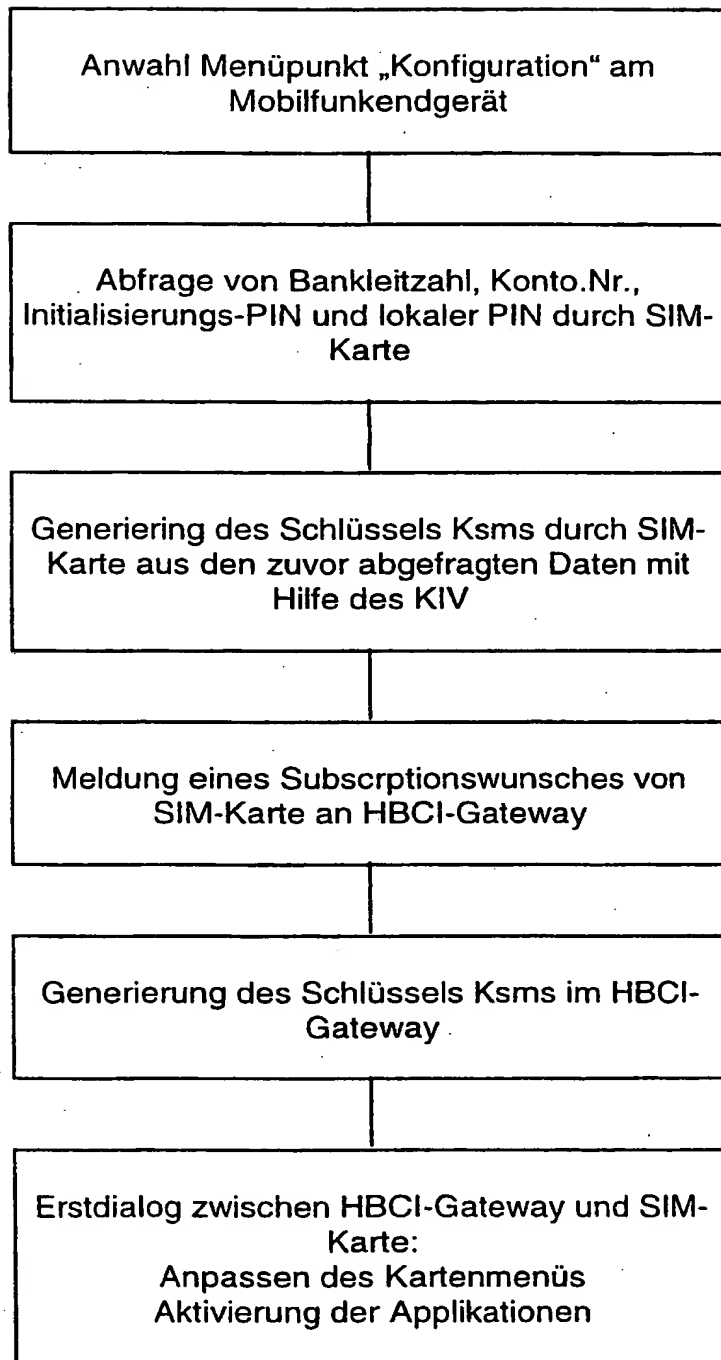 Anwahl Menüpunkt „Konfiguration“ am
Mobilfunkendgerät
Abfrage von Bankleitzahl, Konto.Nr.,
Initialisierungs-PIN und lokaler PIN durch SIM-
Karte
Generiering des Schlüssels Ksms durch SIM-
Karte aus den zuvor abgefragten Daten mit
Hilfe des KIV
Meldung eines Subscrptionswunsches von
SIM-Karte an HBCI-Gateway
Generierung des Schlüssels Ksms im HBCI-
Gateway
Erstdialog zwischen HBCI-Gateway und SIM-
Karte:
Anpassen des Kartenmenüs
Aktivierung der Applikationen